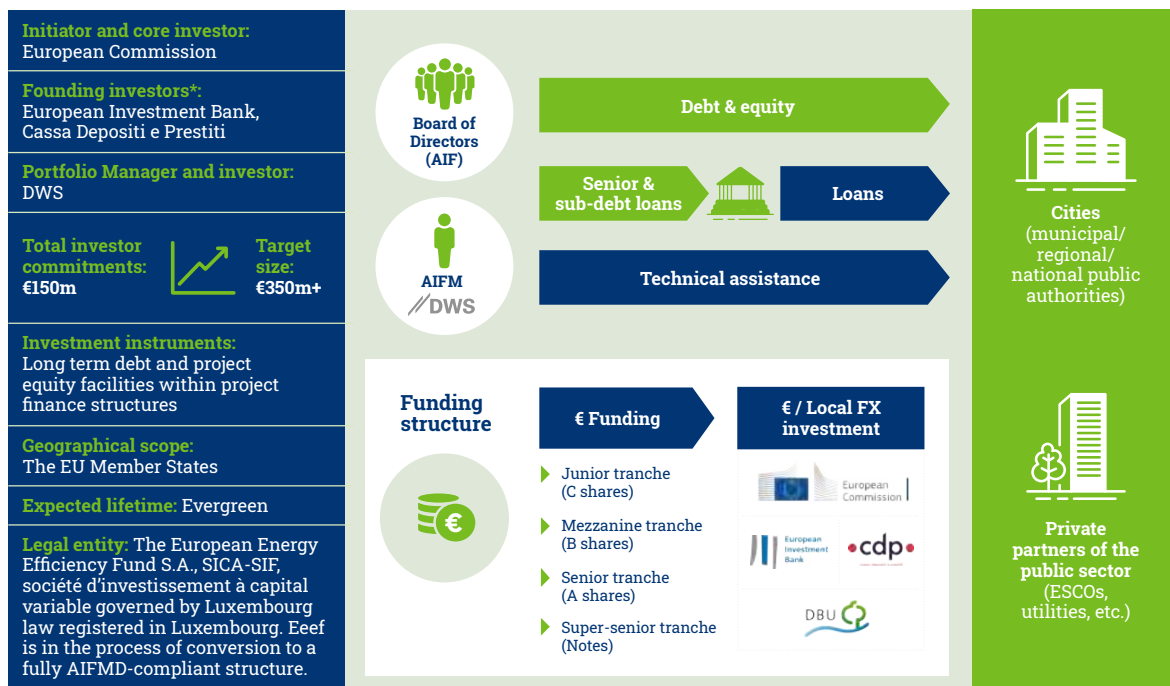 Initiator and core investor:
European Commission
Founding investors*:
European Investment Bank,
Cassa Depositi e Prestiti
Portfolio Manager and investor:
DWS
Total investor
commitments:
€150m
Target
size:
€350m+
Investment instruments:
Long term debt and project
equity facilities within project
finance structures
Geographical scope:
The EU Member States
Expected lifetime: Evergreen
Legal entity: The European Energy
Efficiency Fund S.A., SICA-SIF,
société d’investissement à capital
variable governed by Luxembourg
law registered in Luxembourg. Eeef
is in the process of conversion to a
fully AIFMD-compliant structure.
Board of
Directors
(AIF)
AIFM
DWS
Debt & equity
Senior &
sub-debt loans
Loans
Technical assistance
Funding
structure
€
€ Funding
Junior tranche
(C shares)
Mezzanine tranche
(B shares)
Senior tranche
(A shares)
Super-senior tranche
(Notes)
€ / Local FX
investment
European
Commission
European
Investment
Bank
cdp
DBU
Cities
(municipal/
regional/
national public
authorities)
Private
partners of the
public sector
(ESCOs,
utilities, etc.)